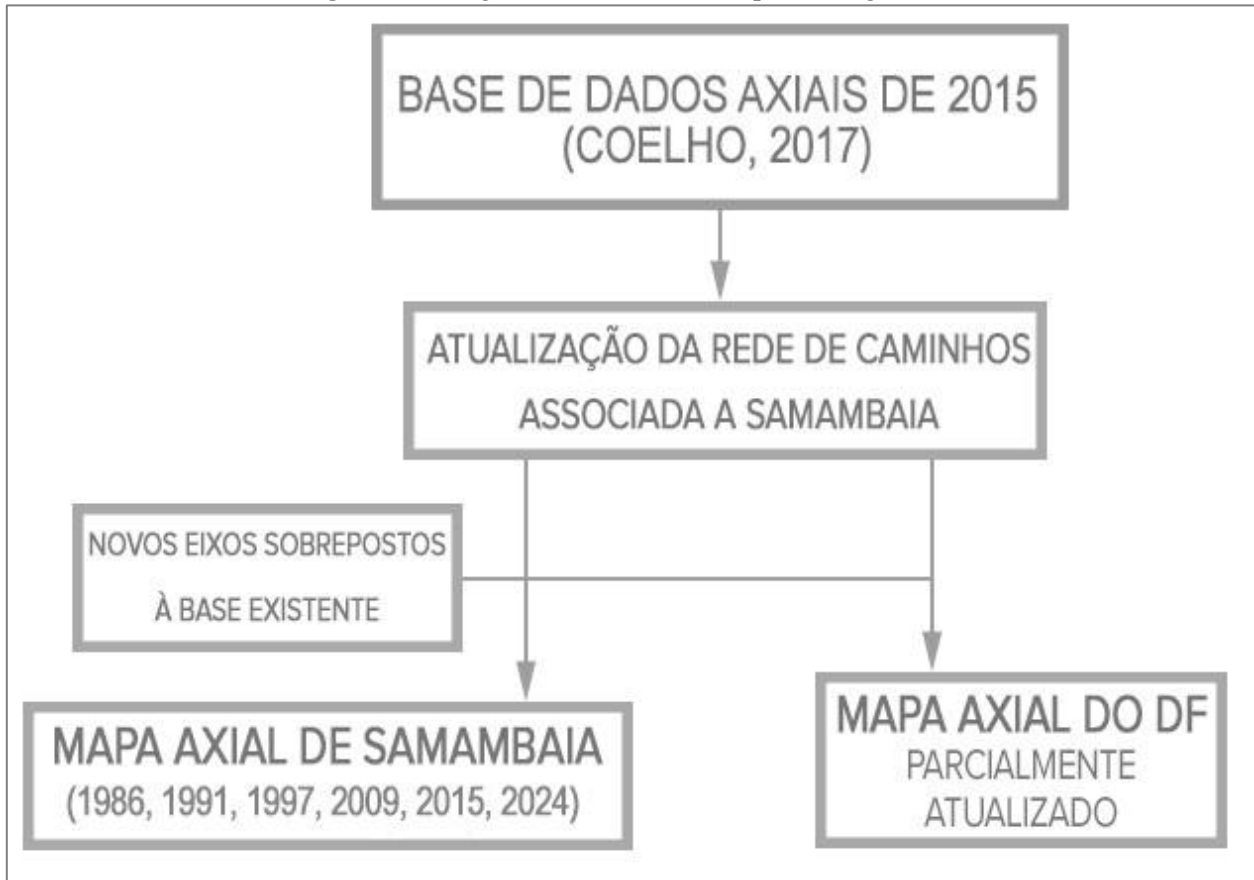 BASE DE DADOS AXIAIS DE 2015
(COELHO, 2017)
ATUALIZAÇÃO DA REDE DE CAMINHOS
ASSOCIADA A SAMAMBAIA
NOVOS EIXOS SOBREPOSTOS
À BASE EXISTENTE
MAPA AXIAL DE SAMAMBAIA
(1986, 1991, 1997, 2009, 2015, 2024)
MAPA AXIAL DO DF
PARCIALMENTE
ATUALIZADO